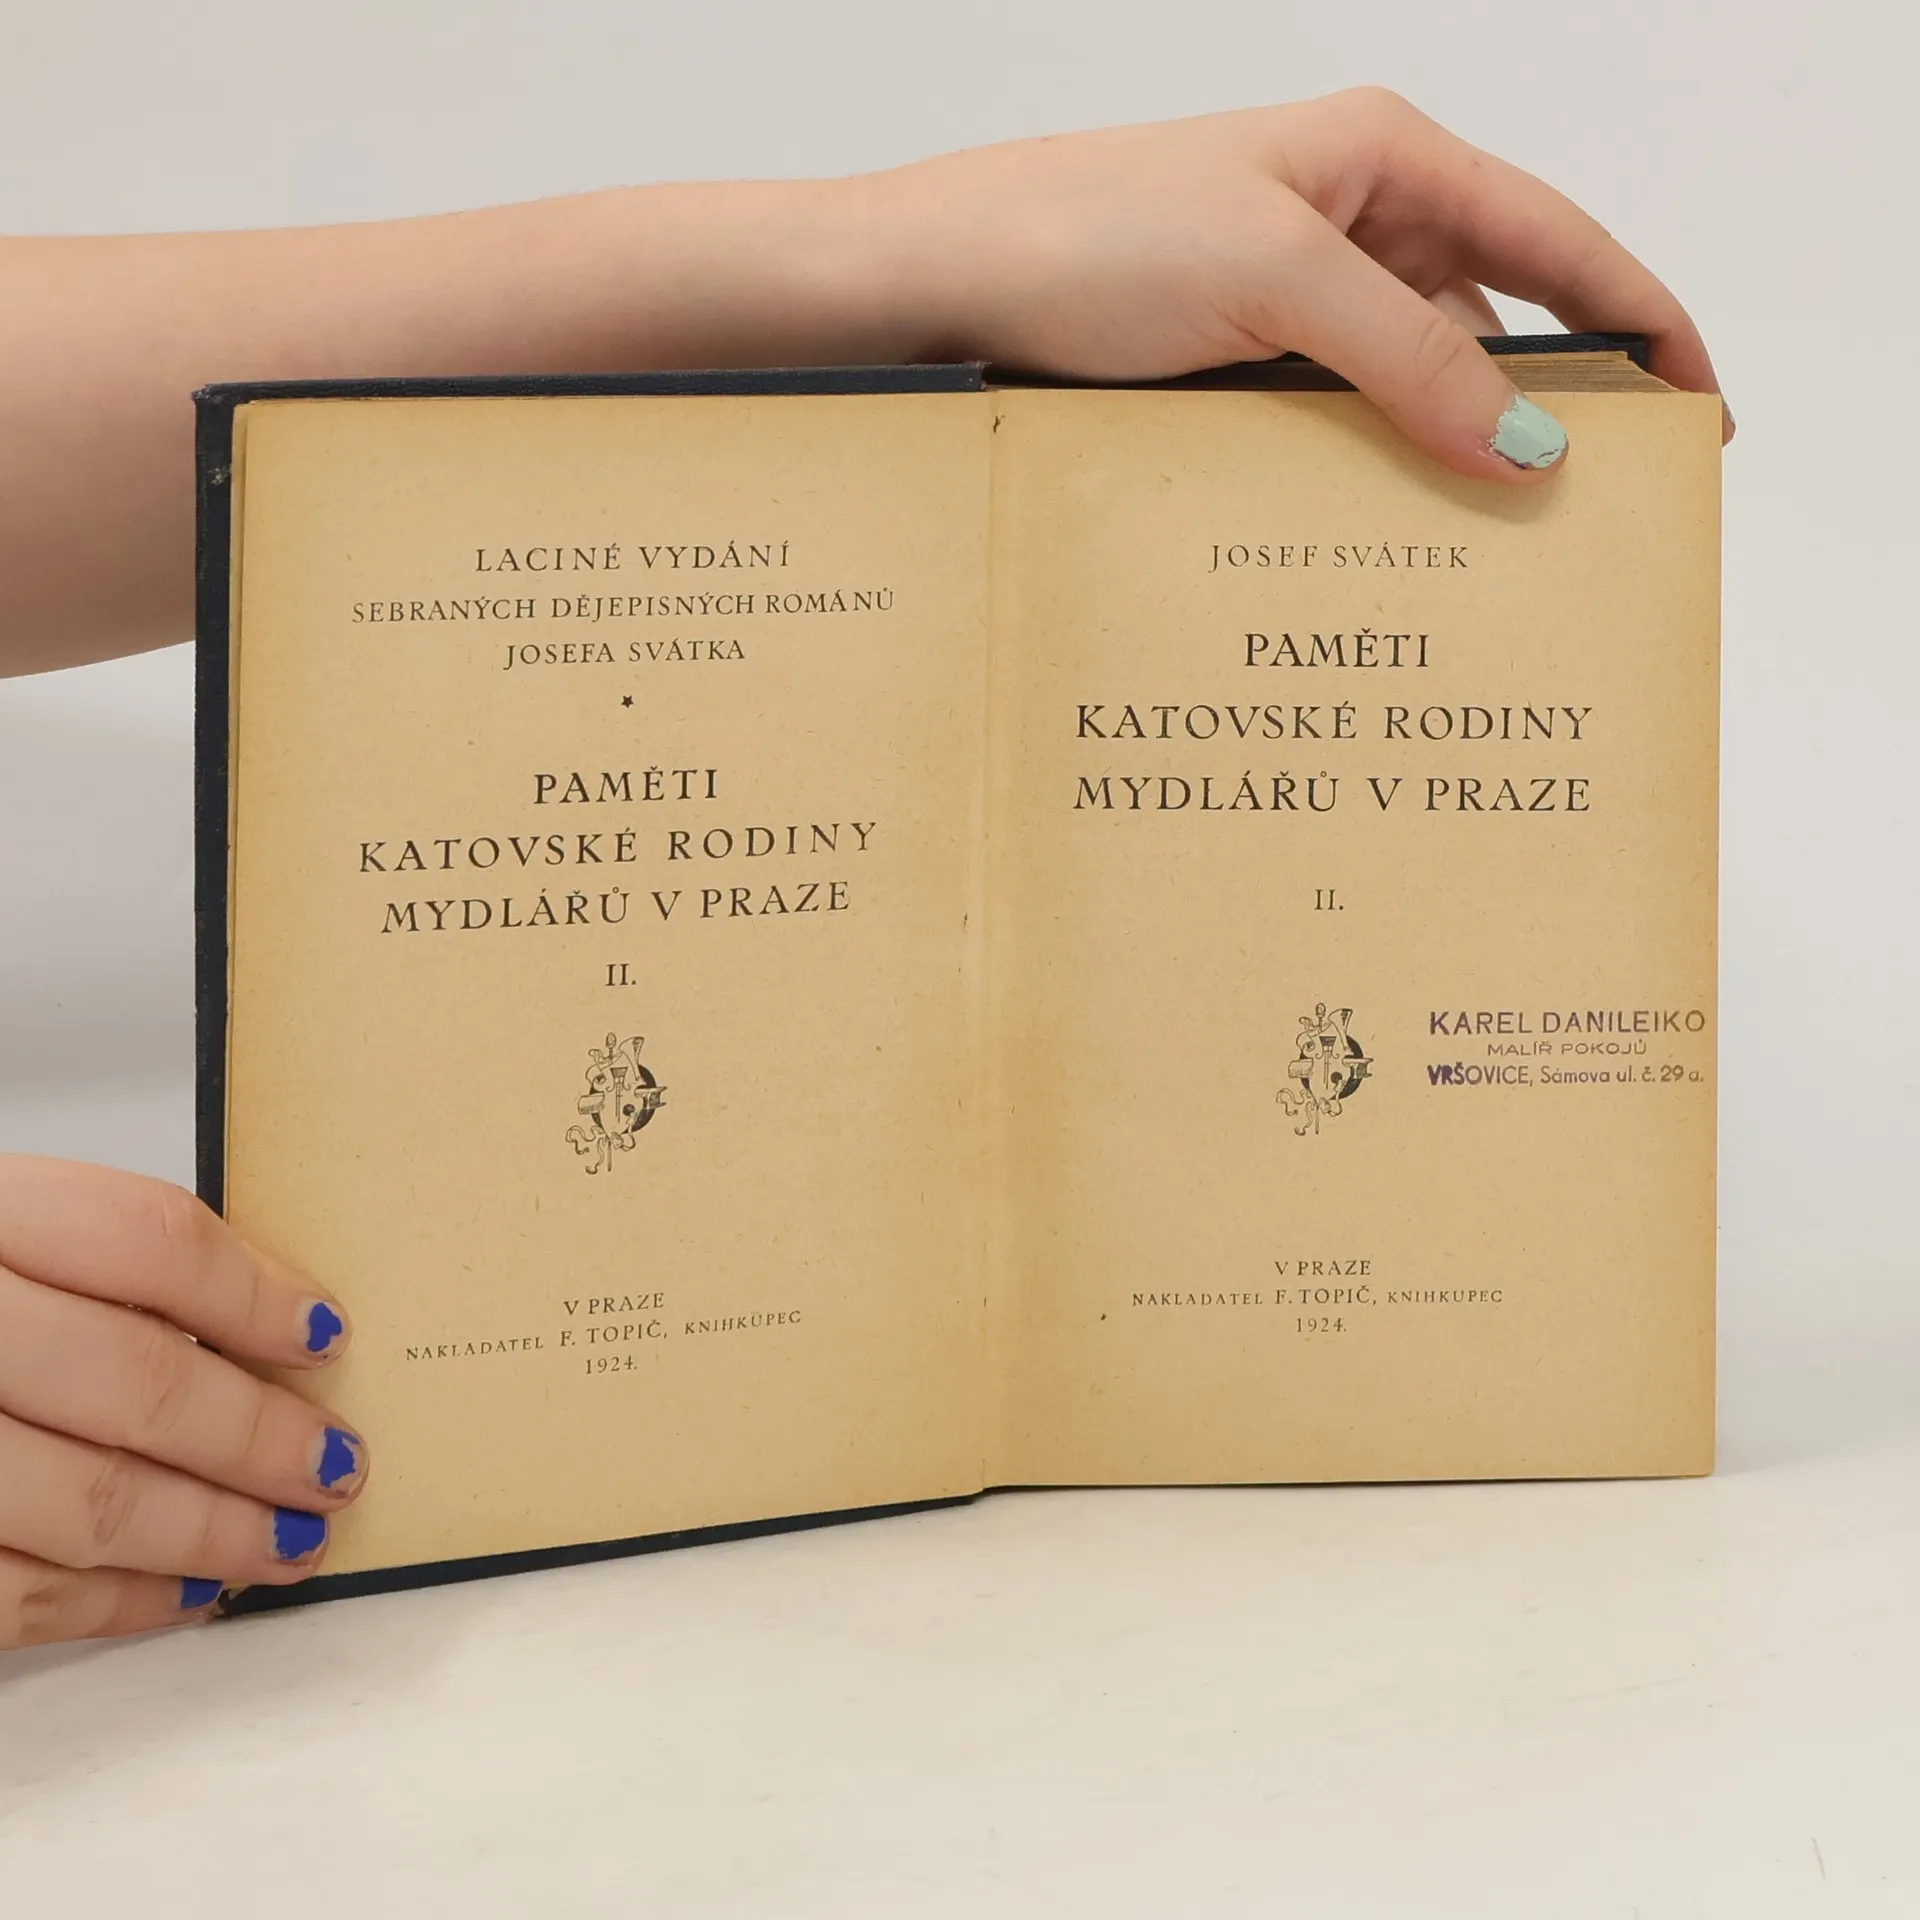 LACINÉ VYDÁNÍ
SEBRANÝCH DĚJEPISNÝCH ROMÁNŮ
JOSEFA SVÁTKA
PAMĚTI
KATOVSKÉ RODINY
MYDLÁŘŮ V PRAZE
II.
V PRAZE
NAKLADATEL F. TOPIČ, KNIHKUPEC
1924.
JOSEF SVÁTEK
PAMĚTI
KATOVSKÉ RODINY
MYDLÁŘŮ V PRAZE
II.
KAREL DANILEIKO
MALÍŘ POKOJŮ
VRŠOVICE, Sámova ul. č. 29 a.
V PRAZE
NAKLADATEL F. TOPIČ, KNIHKUPEC
1924.